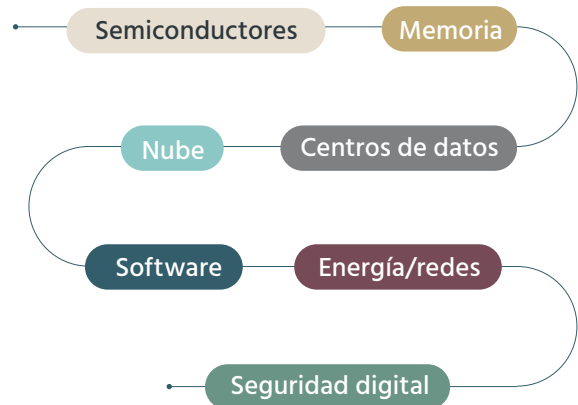 Semiconductores Memoria
Nube Centros de datos
Software Energía/redes
Seguridad digital